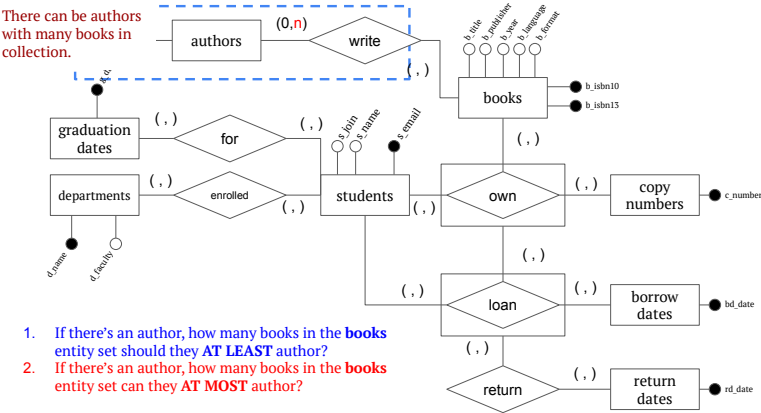 There can be authors
with many books in
collection.
authors
(0,n)
write
(,)
b_title
b_publisher
b_year
b_language
b_format
books
b_isbn10
b_isbn13
(,)
graduation
dates
(,)
for
(,)
s_join
s_name
s_email
departments
(,)
enrolled
(,)
students
(,)
own
(,)
copy
numbers
c_number
d_name
d_faculty
(,)
(,)
loan
(,)
borrow
dates
bd_date
(,)
return
(,)
return
dates
rd_date
1. If there's an author, how many books in the books
entity set should they AT LEAST author?
2. If there's an author, how many books in the books
entity set can they AT MOST author?